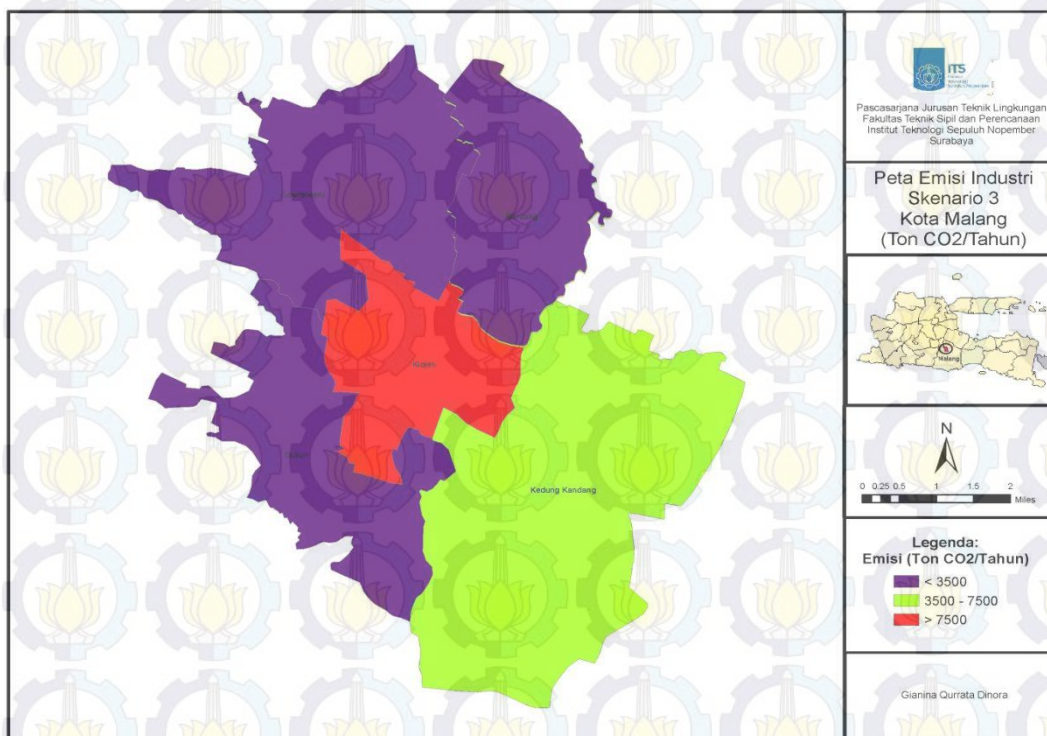 ITS
Pascasarjana Jurusan Teknik Lingkungan
Fakultas Teknik Sipil dan Perencanaan
Institut Teknologi Sepuluh Nopember
Surabaya
Peta Emisi Industri
Skenario 3
Kota Malang
(Ton CO2/Tahun)
Malang
N
0 0.25 0.5 1 1.5 2
Miles
Legenda:
Emisi (Ton CO2/Tahun)
< 3500
3500 - 7500
> 7500
Gianina Qurrata Dinora
Klojen
Kedung Kandang